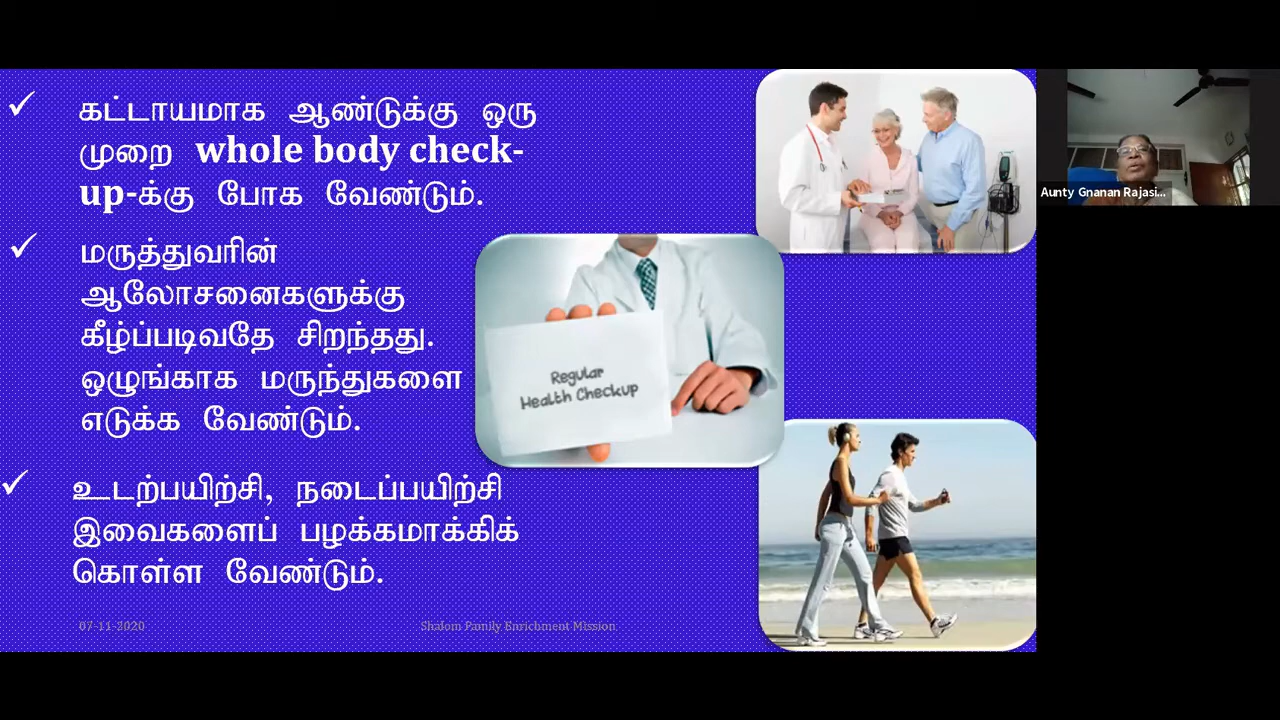 ✓ கட்டாயமாக ஆண்டுக்கு ஒரு
முறை whole body check-
up-க்கு போக வேண்டும்.
✓ மருத்துவரின்
ஆலோசனைகளுக்கு
கீழ்ப்படிவதே சிறந்தது.
ஒழுங்காக மருந்துகளை
எடுக்க வேண்டும்.
✓ உடற்பயிற்சி, நடைப்பயிற்சி
இவைகளைப் பழக்கமாக்கிக்
கொள்ள வேண்டும்.
Regular
Health Checkup
07-11-2020
Shalom Family Enrichment Mission
Aunty Gnanan Rajasi...